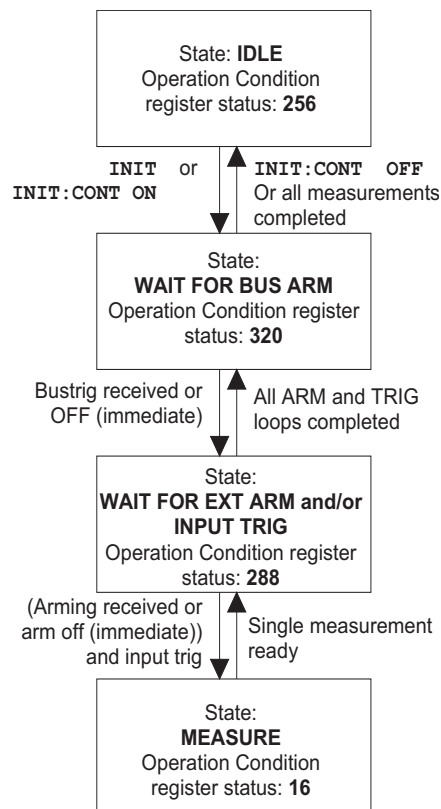 State: IDLE
Operation Condition
register status: 256
INIT or
INIT:CONT ON
INIT:CONT OFF
Or all measurements
completed
State:
WAIT FOR BUS ARM
Operation Condition register
status: 320
Bustrig received or
OFF (immediate)
All ARM and TRIG
loops completed
State:
WAIT FOR EXT ARM and/or
INPUT TRIG
Operation Condition register
status: 288
(Arming received or
arm off (immediate))
and input trig
Single measurement
ready
State:
MEASURE
Operation Condition
register status: 16